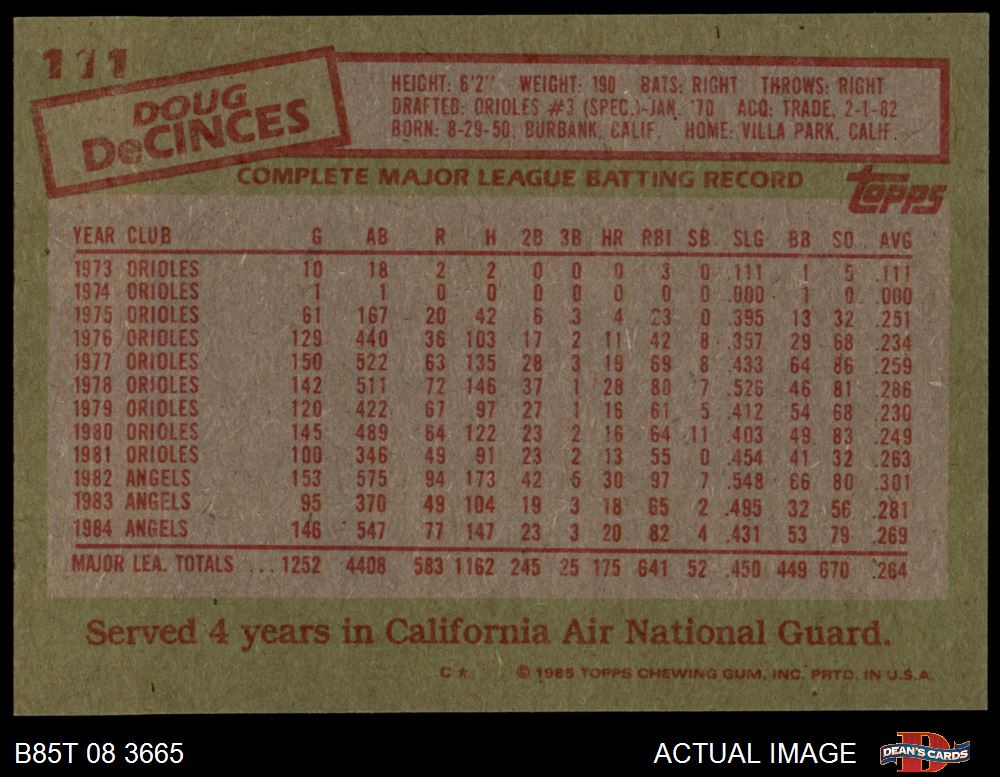 111
DOUG
DeCINCES
HEIGHT: 6'2" WEIGHT: 190 BATS: RIGHT THROWS: RIGHT
DRAFTED: ORIOLES #3 (SPEC.)-JAN. '70 ACQ: TRADE, 2-1-82
BORN: 8-29-50, BURBANK, CALIF. HOME: VILLA PARK, CALIF.
COMPLETE MAJOR LEAGUE BATTING RECORD
topps
YEAR CLUB G AB R H 2B 3B HR RBI SB SLG BB SO AVG
1973 ORIOLES 10 18 2 2 0 0 0 3 0 .111 1 5 .111
1974 ORIOLES 1 1 0 0 0 0 0 0 0 .000 1 0 .000
1975 ORIOLES 61 167 20 42 6 3 4 23 0 .395 13 32 .251
1976 ORIOLES 129 440 36 103 17 2 11 42 8 .357 29 68 .234
1977 ORIOLES 150 522 63 135 28 3 19 69 8 .433 64 86 .259
1978 ORIOLES 142 511 72 146 37 1 28 80 7 .526 46 81 .286
1979 ORIOLES 120 422 67 97 27 1 16 61 5 .412 54 68 .230
1980 ORIOLES 145 489 64 122 23 2 16 64 11 .403 49 83 .249
1981 ORIOLES 100 346 49 91 23 2 13 55 0 .454 41 32 .263
1982 ANGELS 153 575 94 173 42 5 30 97 7 .548 66 80 .301
1983 ANGELS 95 370 49 104 19 3 18 65 2 .495 32 56 .281
1984 ANGELS 146 547 77 147 23 3 20 82 4 .431 53 79 .269
MAJOR LEA. TOTALS ... 1252 4408 583 1162 245 25 175 641 52 .450 449 670 .264
Served 4 years in California Air National Guard.
C* © 1985 TOPPS CHEWING GUM, INC. PRTD. IN U.S.A.
B85T 08 3665 ACTUAL IMAGE DEAN'S CARDS